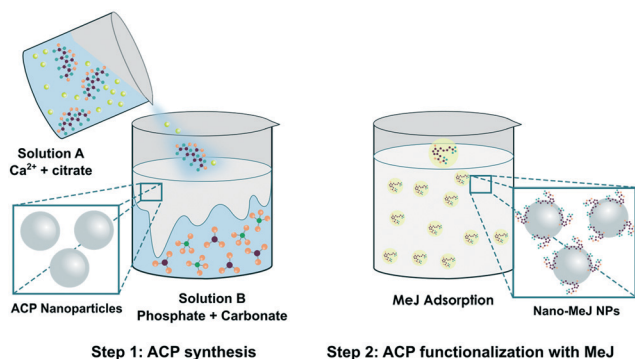 Solution A
Ca²⁺ + citrate
ACP Nanoparticles
Solution B
Phosphate + Carbonate
MeJ Adsorption
Nano-MeJ NPs
Step 1: ACP synthesis
Step 2: ACP functionalization with MeJ